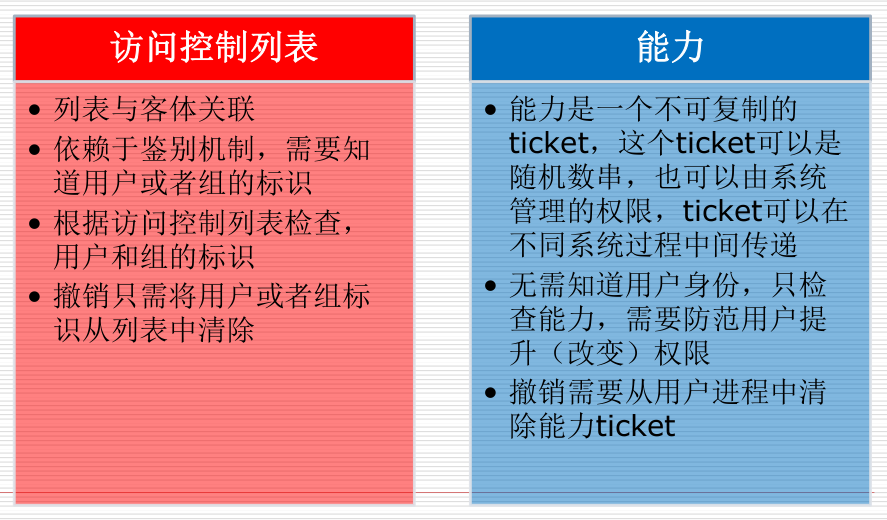 访问控制列表
• 列表与客体关联
• 依赖于鉴别机制，需要知
道用户或者组的标识
• 根据访问控制列表检查，
用户和组的标识
• 撤销只需将用户或者组标
识从列表中清除
能力
• 能力是一个不可复制的
ticket，这个ticket可以是
随机数串，也可以由系统
管理的权限，ticket可以在
不同系统过程中间传递
• 无需知道用户身份，只检
查能力，需要防范用户提
升（改变）权限
• 撤销需要从用户进程中清
除能力ticket